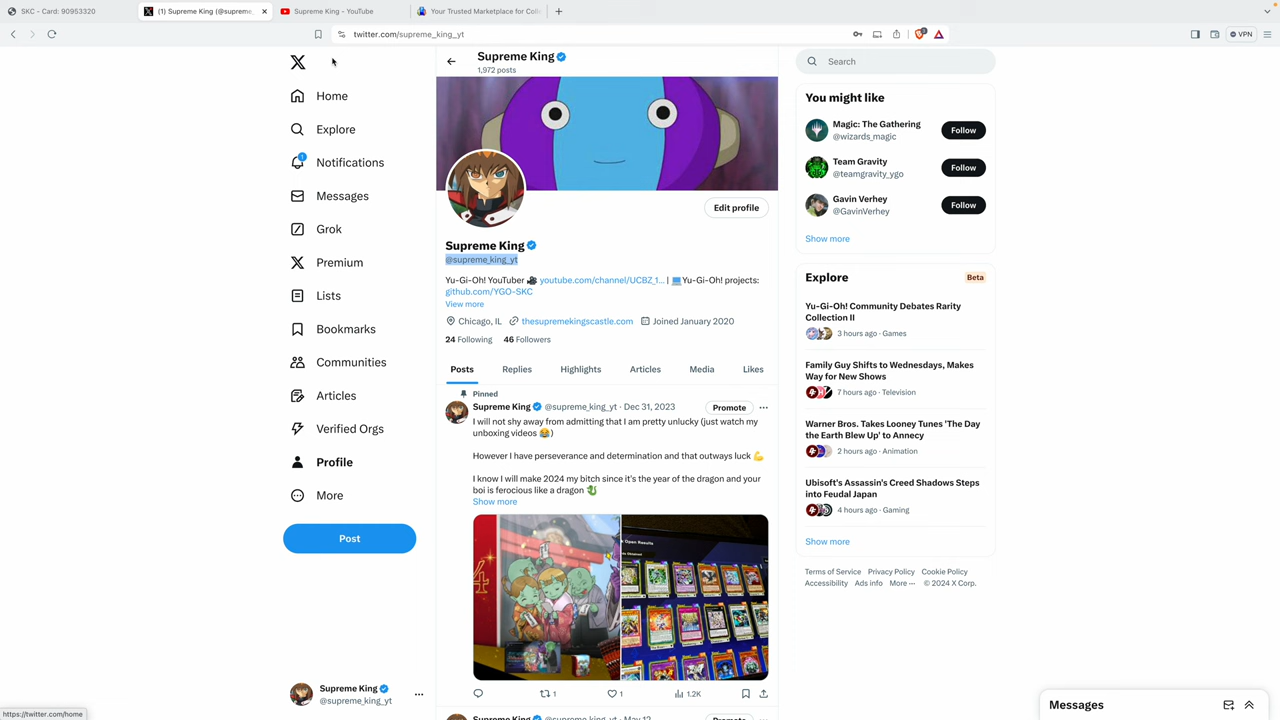 SKC - Card: 90953320
(1) Supreme King (@supreme_
Supreme King - YouTube
Your Trusted Marketplace for Colle
twitter.com/supreme_king_yt
VPN
Home
Explore
1
Notifications
Messages
Grok
Premium
Lists
Bookmarks
Communities
Articles
Verified Orgs
Profile
More
Post
Supreme King
@supreme_king_yt
https://twitter.com/home
Supreme King
1,972 posts
Edit profile
Supreme King
@supreme_king_yt
Yu-Gi-Oh! YouTuber 🎥 youtube.com/channel/UCBZ_1... | 💻Yu-Gi-Oh! projects:
github.com/YGO-SKC
View more
Chicago, IL thesupremekingscastle.com Joined January 2020
24 Following 46 Followers
Posts Replies Highlights Articles Media Likes
Pinned
Supreme King @supreme_king_yt · Dec 31, 2023 Promote
I will not shy away from admitting that I am pretty unlucky (just watch my
unboxing videos 😂)
However I have perseverance and determination and that outways luck 💪
I know I will make 2024 my bitch since it's the year of the dragon and your
boi is ferocious like a dragon 🐉
Show more
Open Results
1 1 1.2K
Supreme King @supreme_king_yt · May 12 Promote
Search
You might like
Magic: The Gathering
@wizards_magic
Follow
Team Gravity
@teamgravity_ygo
Follow
Gavin Verhey
@GavinVerhey
Follow
Show more
Explore
Beta
Yu-Gi-Oh! Community Debates Rarity
Collection II
3 hours ago · Games
Family Guy Shifts to Wednesdays, Makes
Way for New Shows
7 hours ago · Television
Warner Bros. Takes Looney Tunes 'The Day
the Earth Blew Up' to Annecy
2 hours ago · Animation
Ubisoft's Assassin's Creed Shadows Steps
into Feudal Japan
4 hours ago · Gaming
Show more
Terms of Service Privacy Policy Cookie Policy
Accessibility Ads info More ··· © 2024 X Corp.
Messages